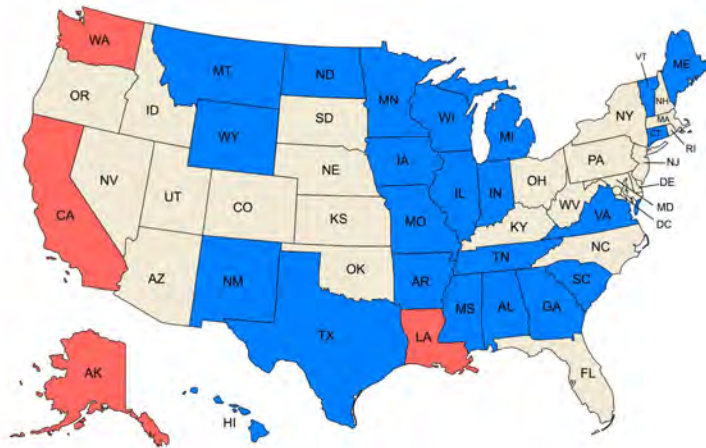 WA
MT
ND
MN
VT
ME
OR
ID
WY
SD
WI
MI
NY
NH
MA
CT
RI
NV
UT
CO
NE
IA
IL
IN
OH
PA
NJ
CA
KS
MO
KY
WV
VA
DE
MD
DC
AZ
NM
OK
AR
TN
NC
SC
TX
LA
MS
AL
GA
AK
HI
FL